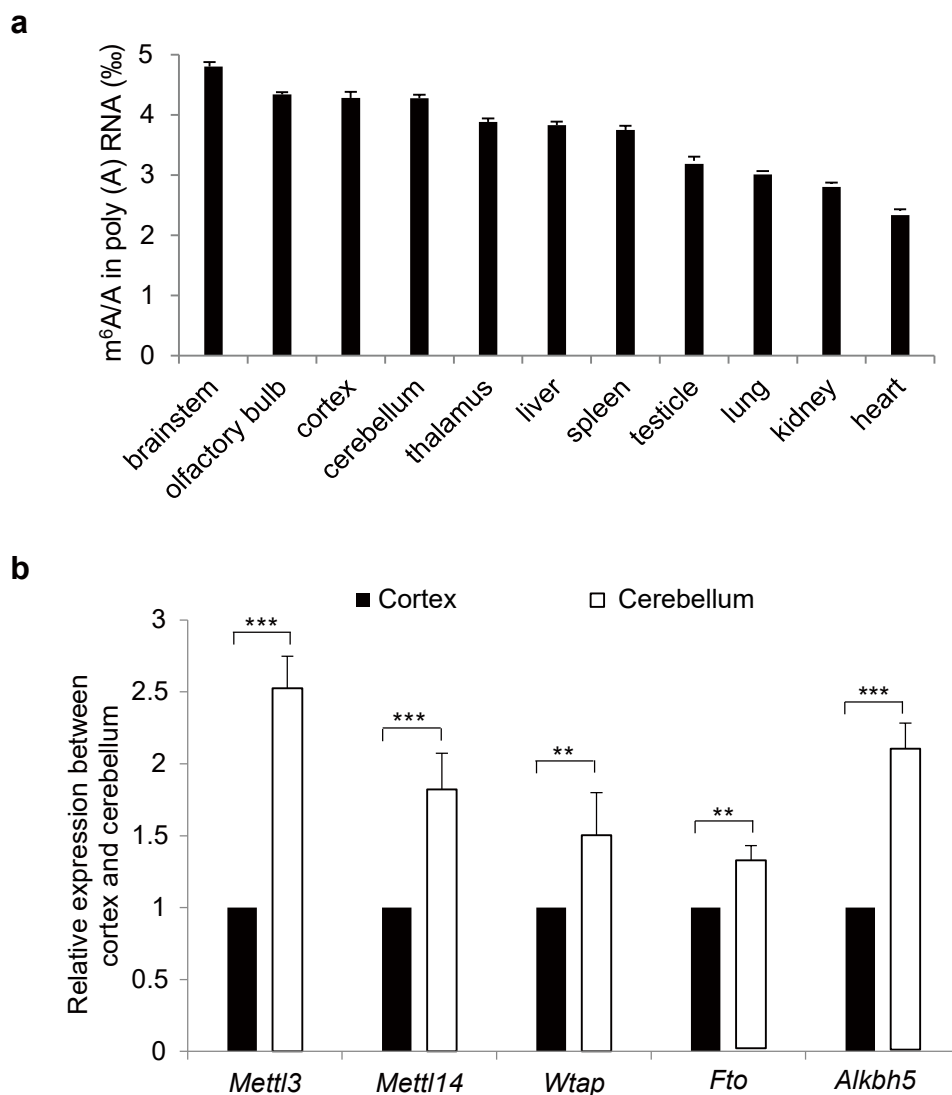 a
m⁶A/A in poly (A) RNA (‰)
5
4
3
2
1
0
brainstem
olfactory bulb
cortex
cerebellum
thalamus
liver
spleen
testicle
lung
kidney
heart
b
Cortex
Cerebellum
Relative expression between
cortex and cerebellum
3
2.5
2
1.5
1
0.5
0
***
***
**
**
***
Mettl3
Mettl14
Wtap
Fto
Alkbh5